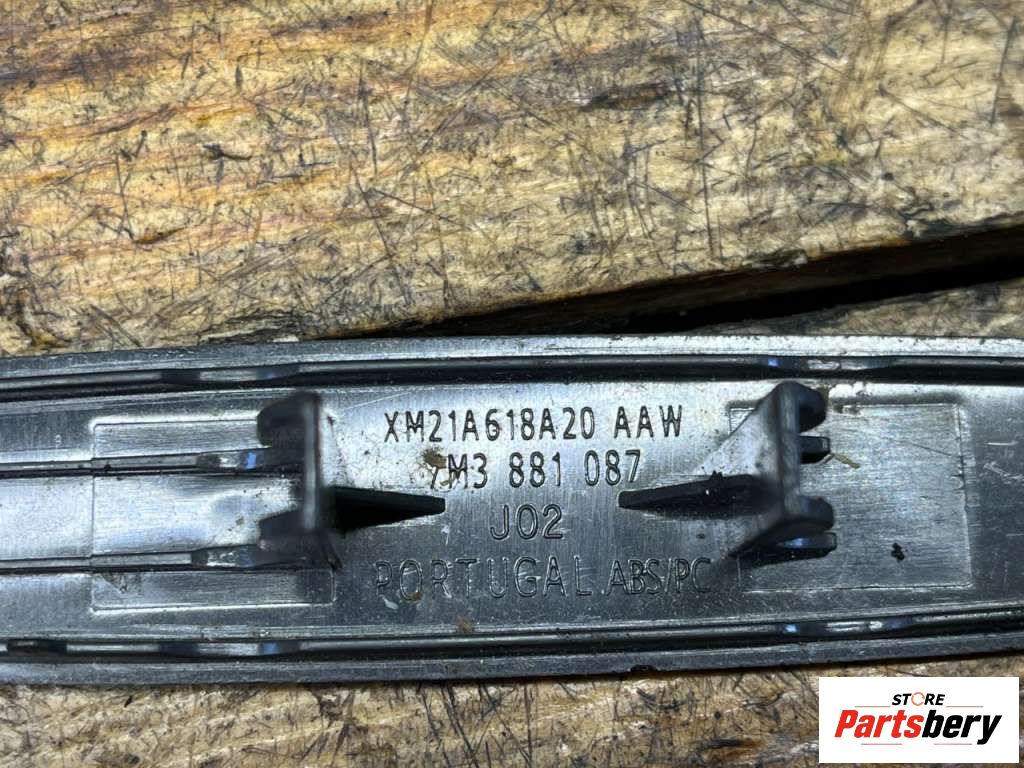 XM21A618A20 AAW
7M3 881 087
J02
PORTUGAL ABS/PC
STORE
Partsbery